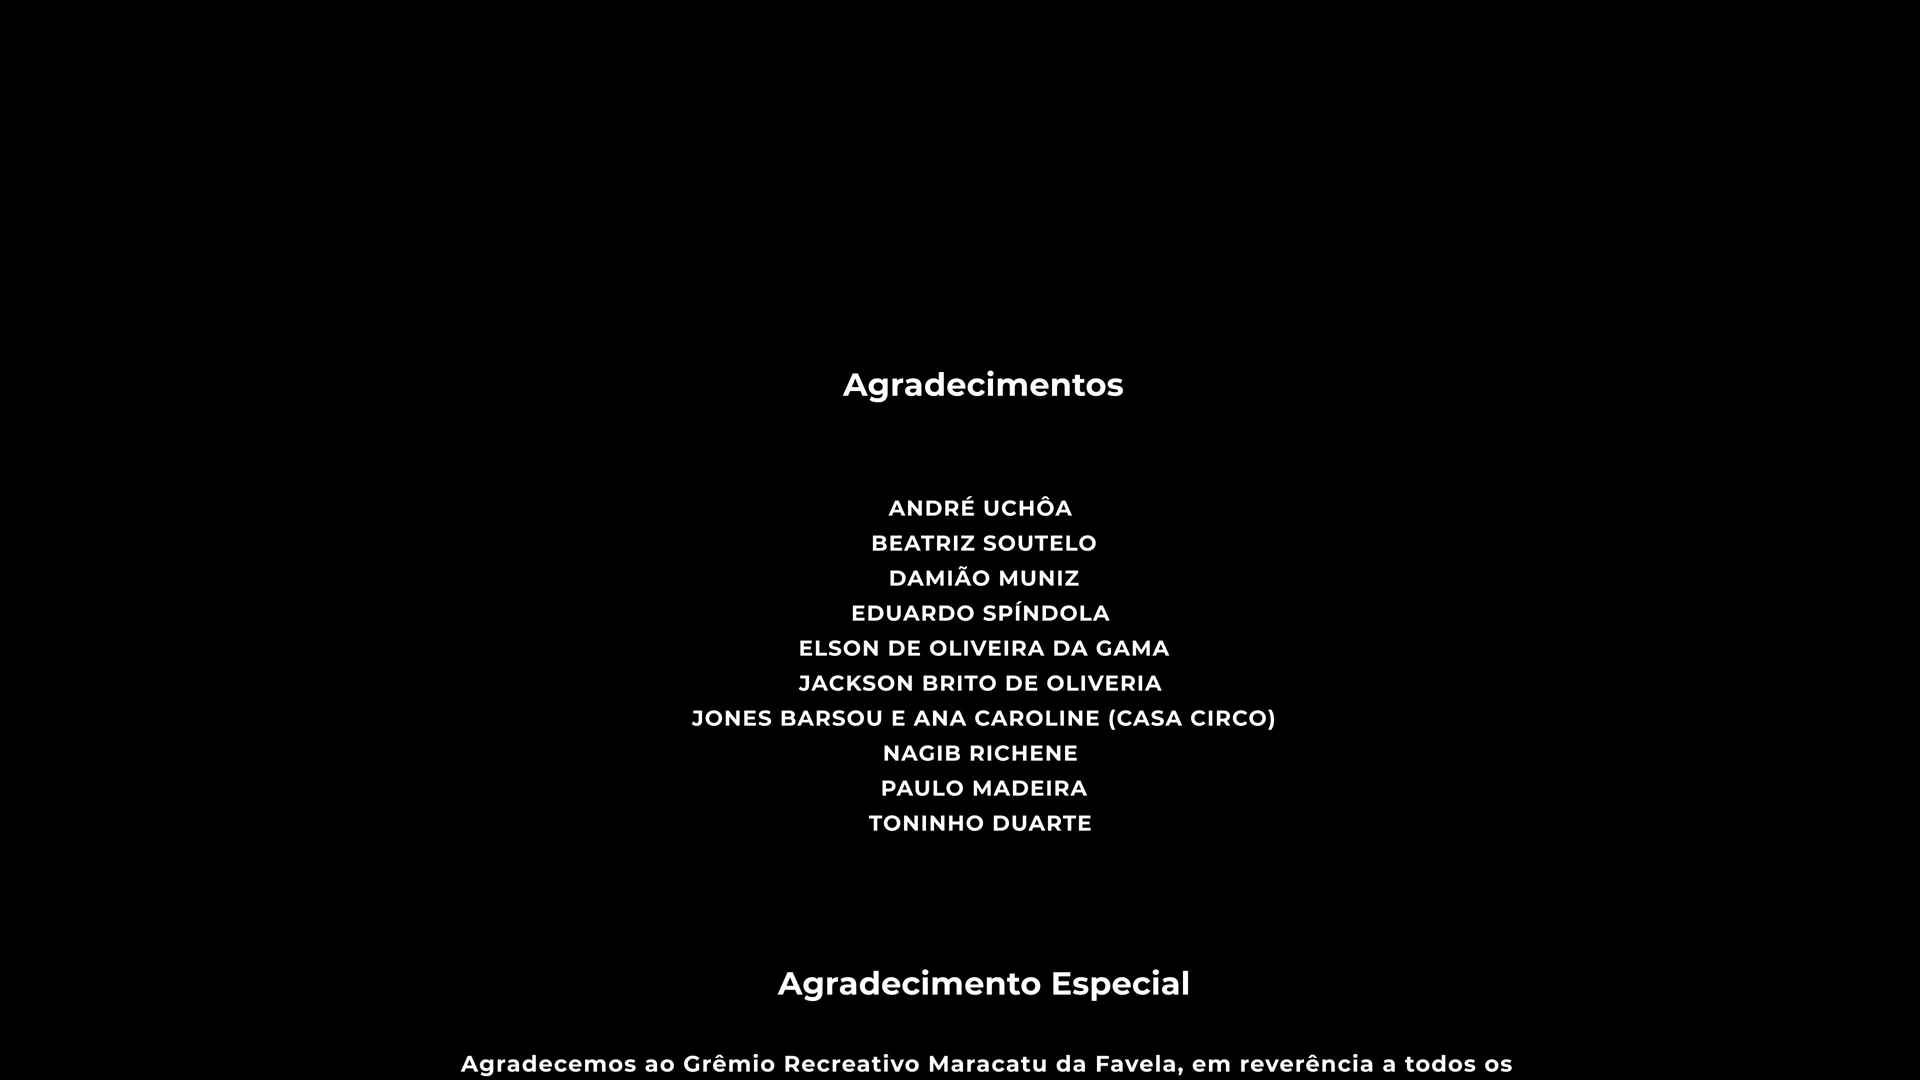 Agradecimentos
ANDRÉ UCHÔA
BEATRIZ SOUTELO
DAMIÃO MUNIZ
EDUARDO SPÍNDOLA
ELSON DE OLIVEIRA DA GAMA
JACKSON BRITO DE OLIVERIA
JONES BARSOU E ANA CAROLINE (CASA CIRCO)
NAGIB RICHENE
PAULO MADEIRA
TONINHO DUARTE
Agradecimento Especial
Agradecemos ao Grêmio Recreativo Maracatu da Favela, em reverência a todos os